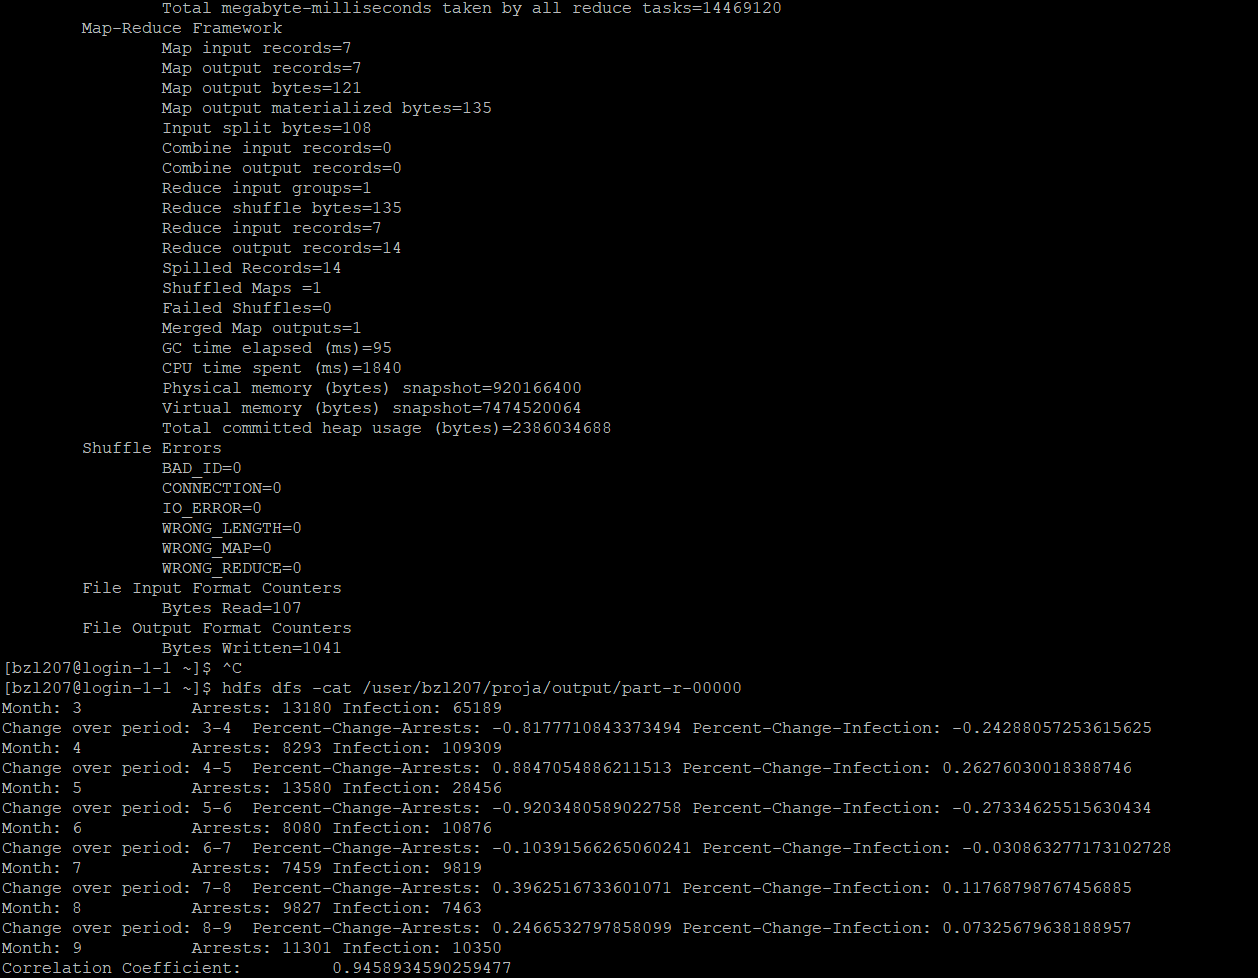 Total megabyte-milliseconds taken by all reduce tasks=14469120
Map-Reduce Framework
Map input records=7
Map output records=7
Map output bytes=121
Map output materialized bytes=135
Input split bytes=108
Combine input records=0
Combine output records=0
Reduce input groups=1
Reduce shuffle bytes=135
Reduce input records=7
Reduce output records=14
Spilled Records=14
Shuffled Maps =1
Failed Shuffles=0
Merged Map outputs=1
GC time elapsed (ms)=95
CPU time spent (ms)=1840
Physical memory (bytes) snapshot=920166400
Virtual memory (bytes) snapshot=7474520064
Total committed heap usage (bytes)=2386034688
Shuffle Errors
BAD_ID=0
CONNECTION=0
IO_ERROR=0
WRONG_LENGTH=0
WRONG_MAP=0
WRONG_REDUCE=0
File Input Format Counters
Bytes Read=107
File Output Format Counters
Bytes Written=1041
[bzl207@login-1-1 ~]$ ^C
[bzl207@login-1-1 ~]$ hdfs dfs -cat /user/bzl207/proja/output/part-r-00000
Month: 3 Arrests: 13180 Infection: 65189
Change over period: 3-4 Percent-Change-Arrests: -0.8177710843373494 Percent-Change-Infection: -0.24288057253615625
Month: 4 Arrests: 8293 Infection: 109309
Change over period: 4-5 Percent-Change-Arrests: 0.8847054886211513 Percent-Change-Infection: 0.26276030018388746
Month: 5 Arrests: 13580 Infection: 28456
Change over period: 5-6 Percent-Change-Arrests: -0.9203480589022758 Percent-Change-Infection: -0.27334625515630434
Month: 6 Arrests: 8080 Infection: 10876
Change over period: 6-7 Percent-Change-Arrests: -0.10391566265060241 Percent-Change-Infection: -0.030863277173102728
Month: 7 Arrests: 7459 Infection: 9819
Change over period: 7-8 Percent-Change-Arrests: 0.3962516733601071 Percent-Change-Infection: 0.11768798767456885
Month: 8 Arrests: 9827 Infection: 7463
Change over period: 8-9 Percent-Change-Arrests: 0.2466532797858099 Percent-Change-Infection: 0.07325679638188957
Month: 9 Arrests: 11301 Infection: 10350
Correlation Coefficient: 0.9458934590259477